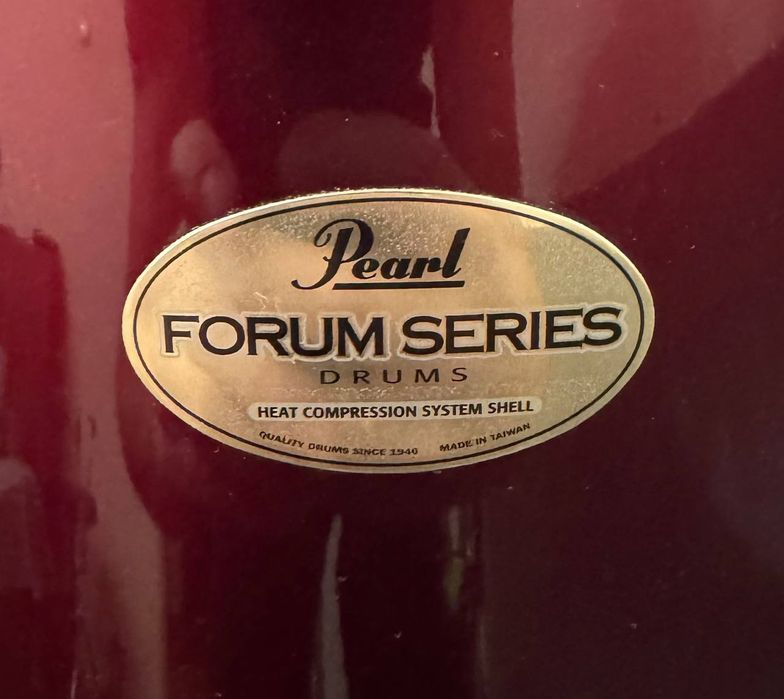 Pearl
FORUM SERIES
DRUMS
HEAT COMPRESSION SYSTEM SHELL
QUALITY DRUMS SINCE 1946 MADE IN TAIWAN